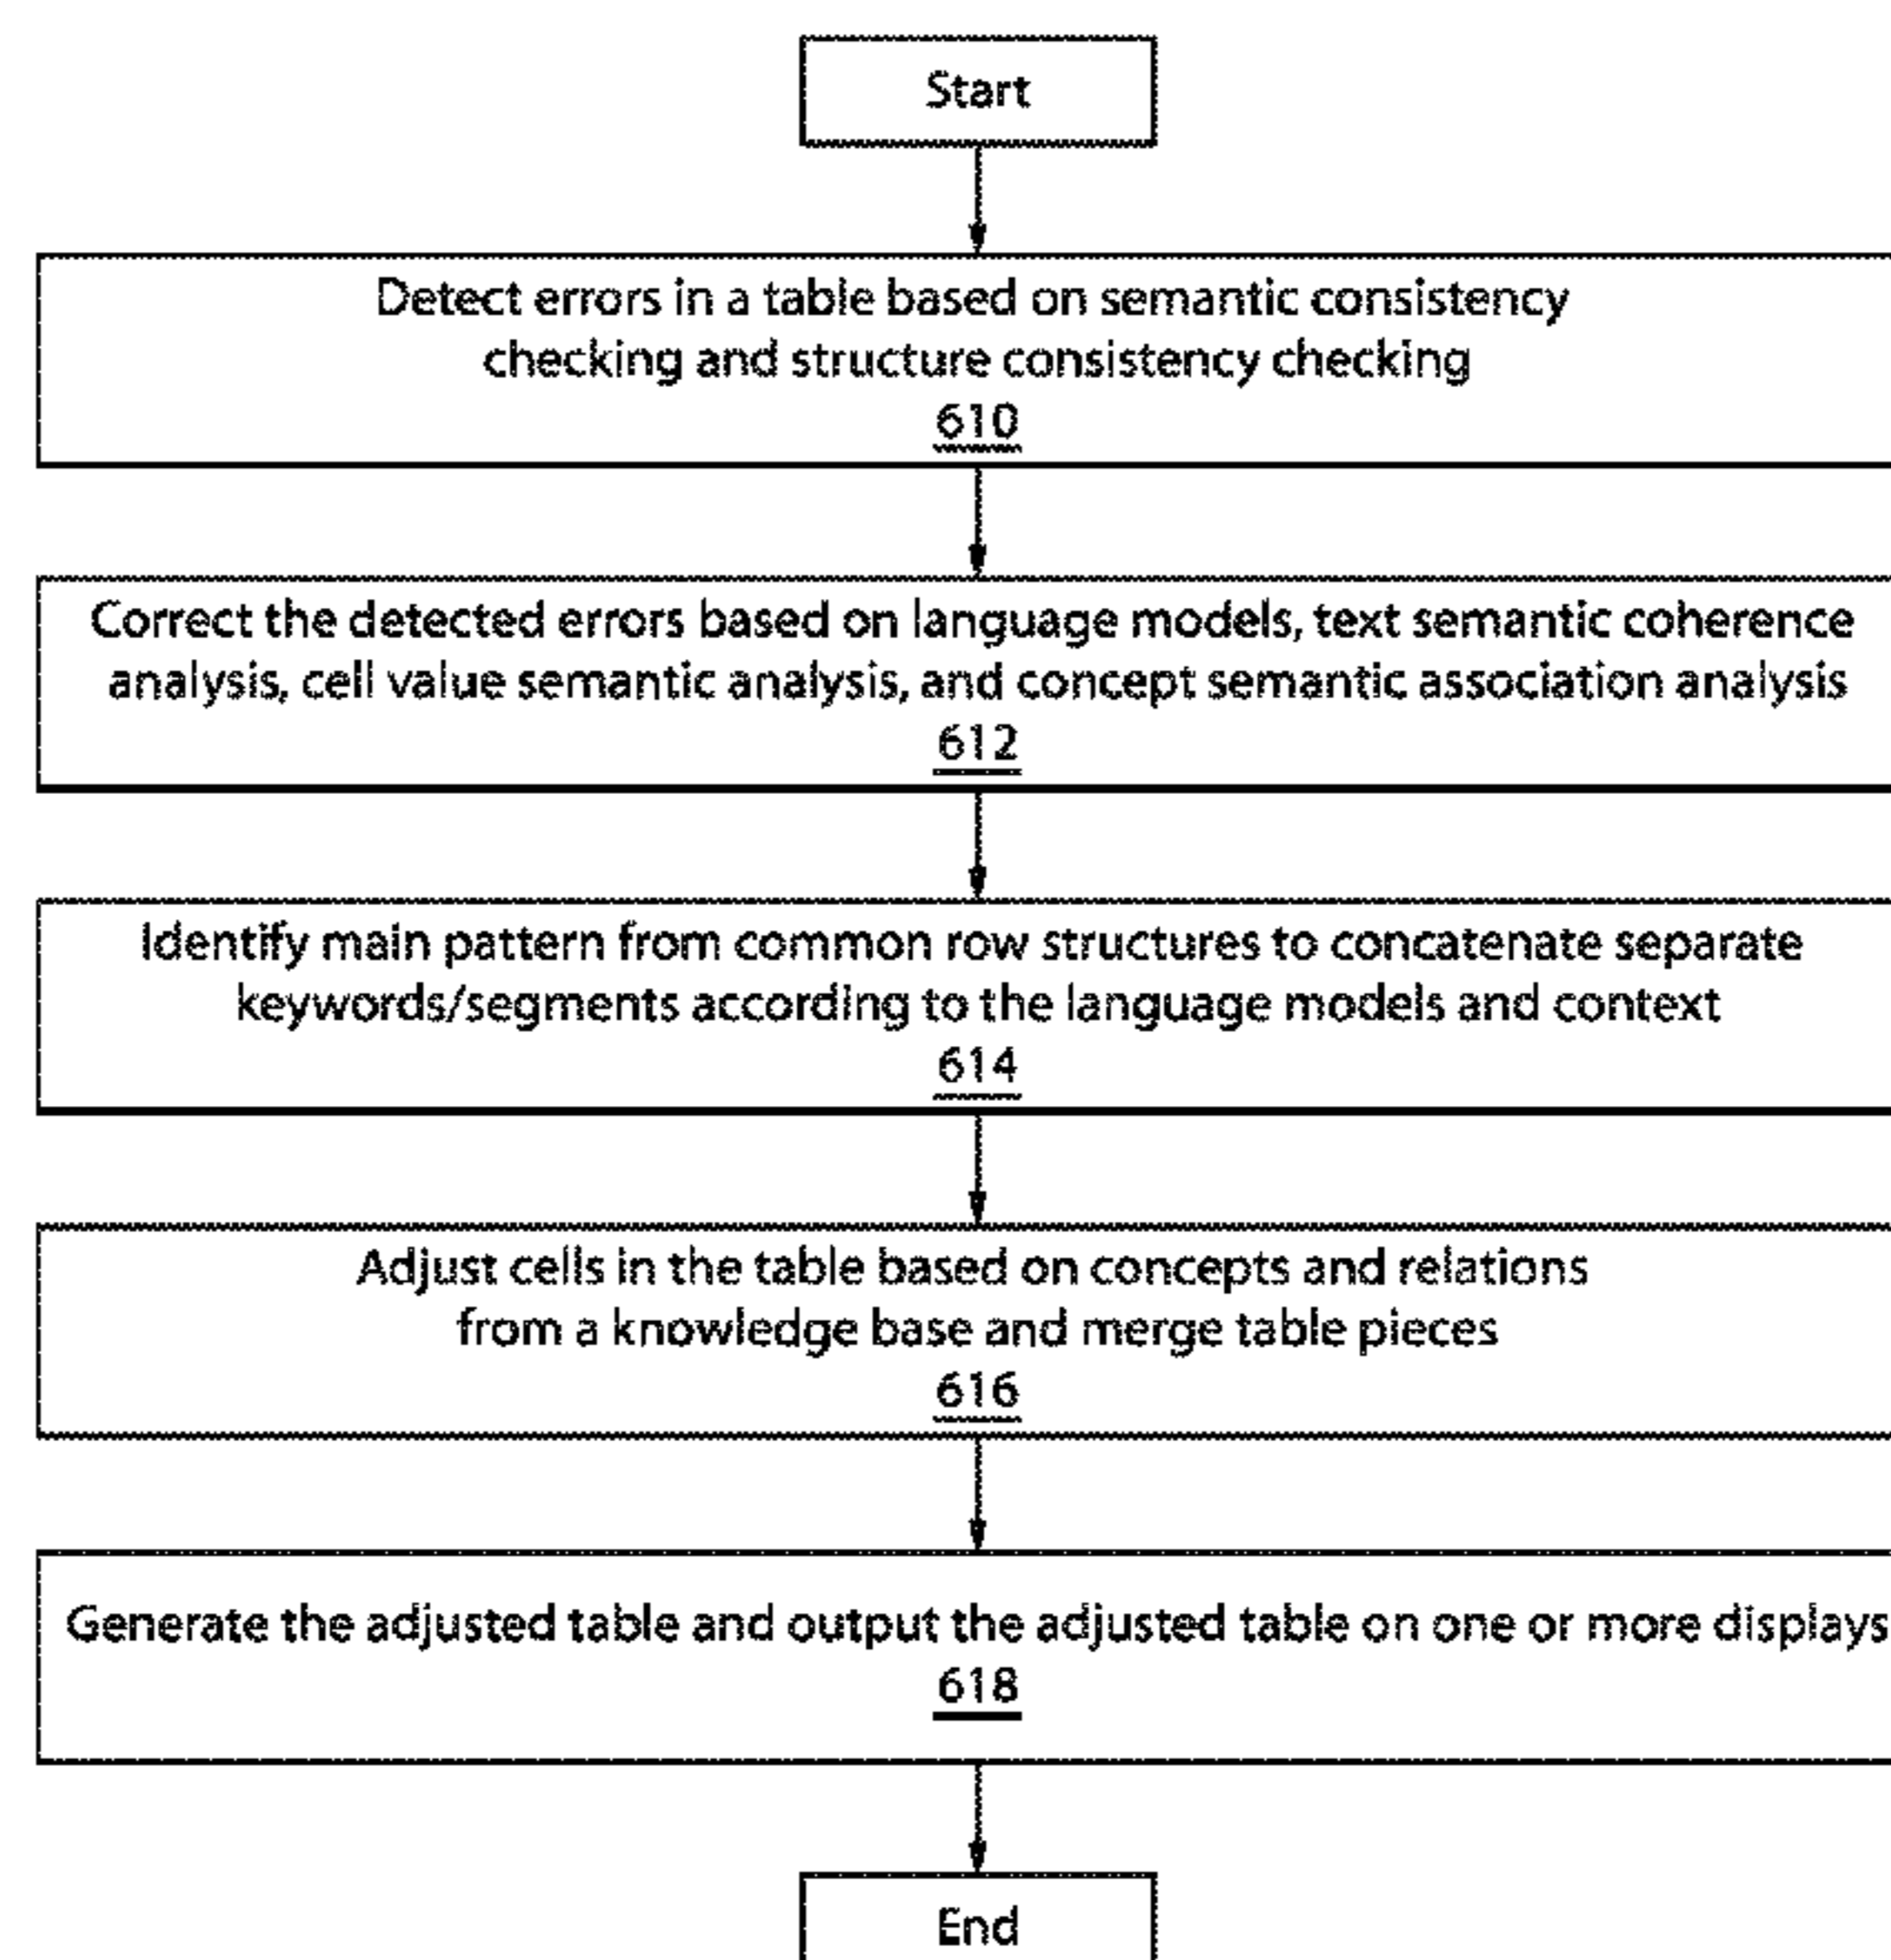 Start
Detect errors in a table based on semantic consistency
checking and structure consistency checking
610
Correct the detected errors based on language models, text semantic coherence
analysis, cell value semantic analysis, and concept semantic association analysis
612
Identify main pattern from common row structures to concatenate separate
keywords/segments according to the language models and context
614
Adjust cells in the table based on concepts and relations
from a knowledge base and merge table pieces
616
Generate the adjusted table and output the adjusted table on one or more displays
618
End